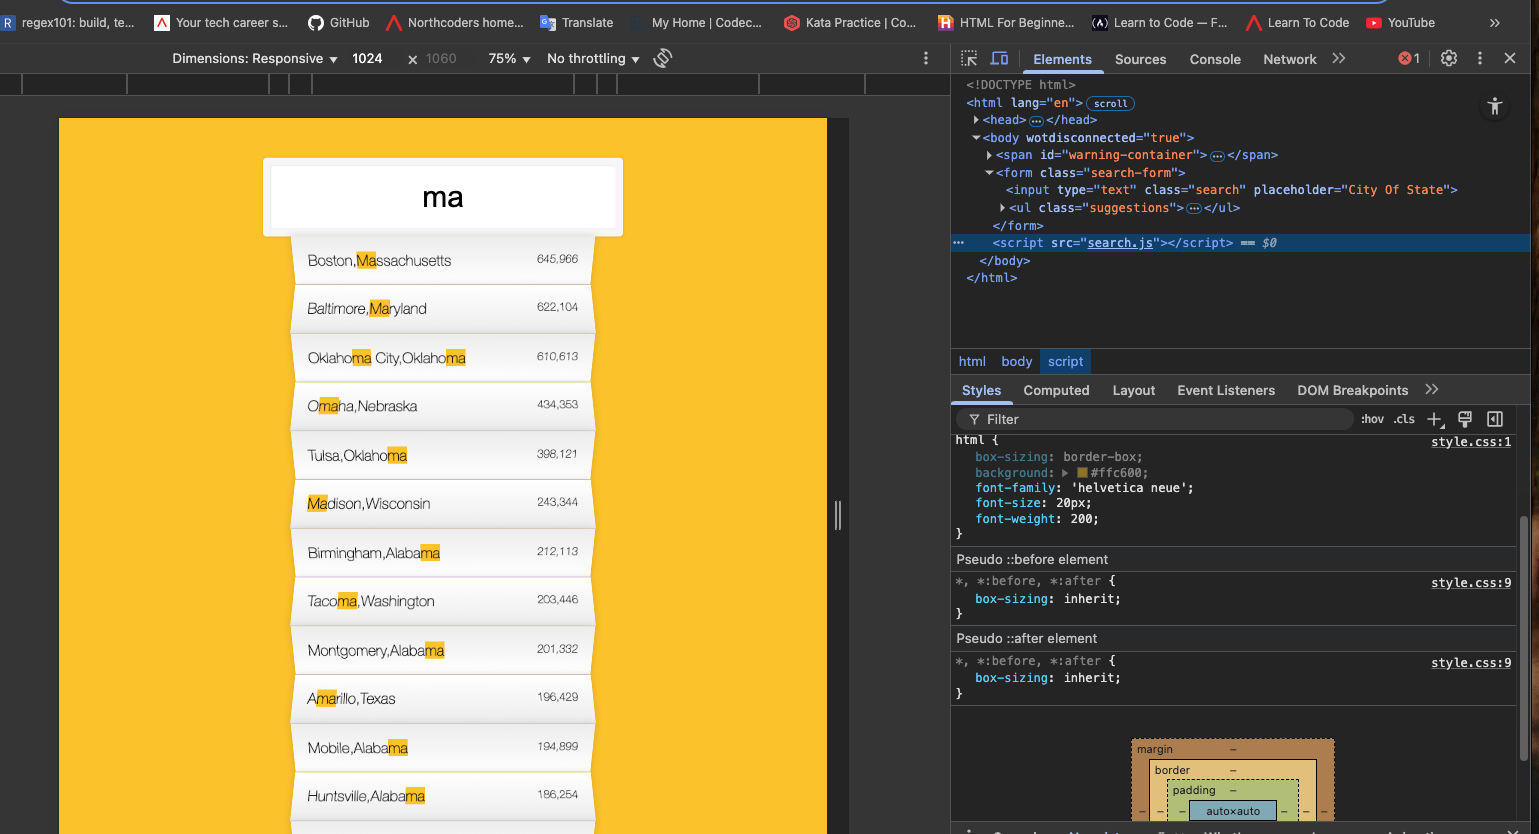 regex101: build, te...
Your tech career s...
GitHub
Northcoders home...
Translate
My Home | Codec...
Kata Practice | Co...
HTML For Beginne...
Learn to Code — F...
Learn To Code
YouTube
Dimensions: Responsive 1024 × 1060 75% No throttling
Elements Sources Console Network 1
<!DOCTYPE html>
<html lang="en"> scroll
<head> ... </head>
<body wotdisconnected="true">
<span id="warning-container"> ... </span>
<form class="search-form">
<input type="text" class="search" placeholder="City Of State">
<ul class="suggestions"> ... </ul>
</form>
<script src="search.js"></script> == $0
</body>
</html>
html body script
Styles Computed Layout Event Listeners DOM Breakpoints
Filter :hov .cls
html { style.css:1
box-sizing: border-box;
background: #ffc600;
font-family: 'helvetica neue';
font-size: 20px;
font-weight: 200;
}
Pseudo ::before element
*, *:before, *:after { style.css:9
box-sizing: inherit;
}
Pseudo ::after element
*, *:before, *:after { style.css:9
box-sizing: inherit;
}
margin –
border –
padding –
– – – auto×auto – – –
ma
Boston,Massachusetts 645,966
Baltimore,Maryland 622,104
Oklahoma City,Oklahoma 610,613
Omaha,Nebraska 434,353
Tulsa,Oklahoma 398,121
Madison,Wisconsin 243,344
Birmingham,Alabama 212,113
Tacoma,Washington 203,446
Montgomery,Alabama 201,332
Amarillo,Texas 196,429
Mobile,Alabama 194,899
Huntsville,Alabama 186,254